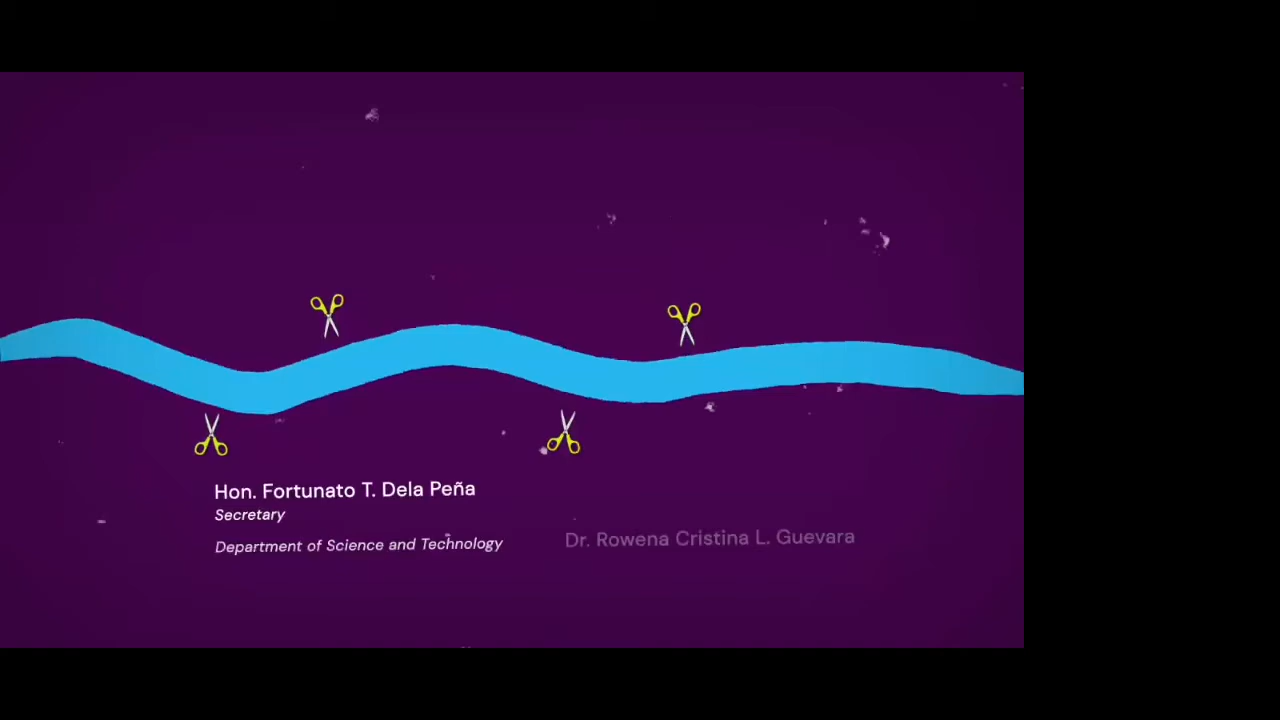 Hon. Fortunato T. Dela Peña
Secretary
Department of Science and Technology
Dr. Rowena Cristina L. Guevara